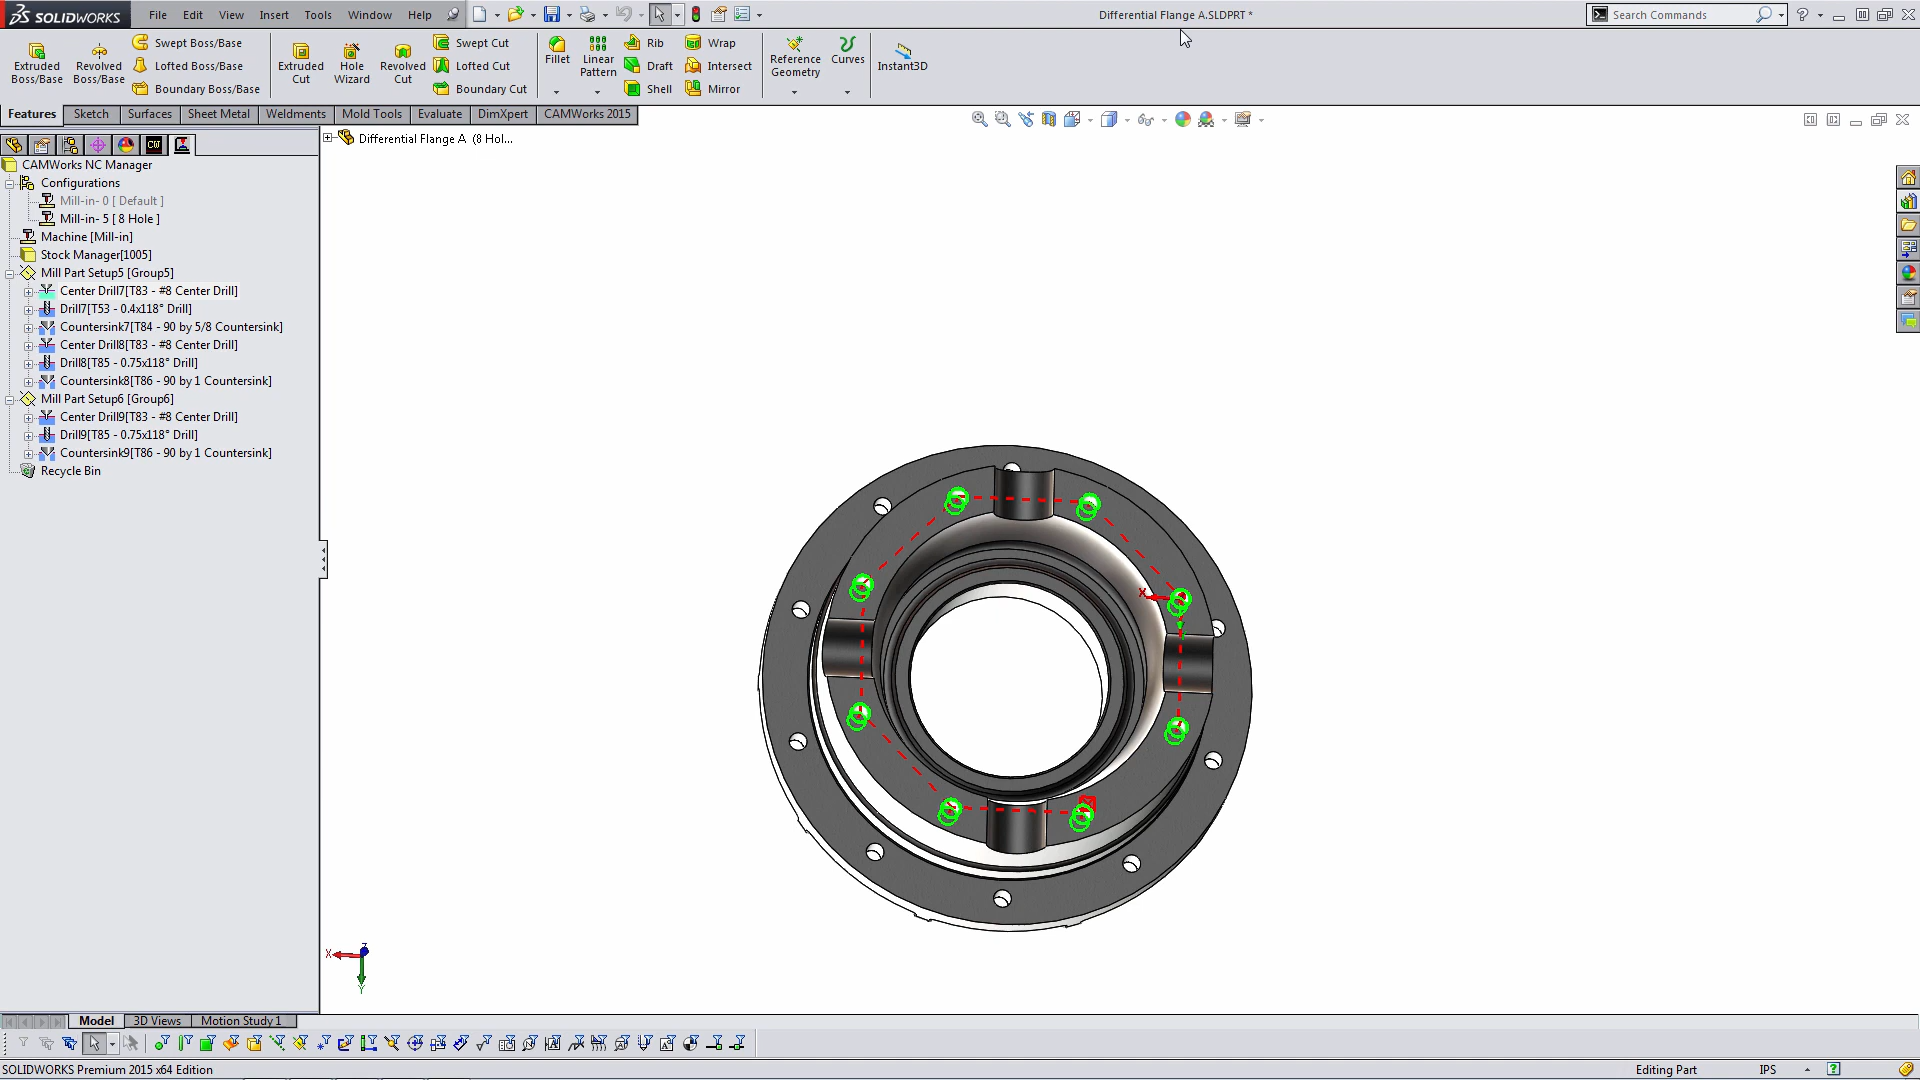 SOLIDWORKS File Edit View Insert Tools Window Help Differential Flange A.SLDPRT * Search Commands
Extruded Boss/Base
Revolved Boss/Base
Swept Boss/Base
Lofted Boss/Base
Boundary Boss/Base
Extruded Cut
Hole Wizard
Revolved Cut
Swept Cut
Lofted Cut
Boundary Cut
Fillet
Linear Pattern
Rib
Draft
Shell
Wrap
Intersect
Mirror
Reference Geometry
Curves
Instant3D
Features Sketch Surfaces Sheet Metal Weldments Mold Tools Evaluate DimXpert CAMWorks 2015
Differential Flange A (8 Hol...
CAMWorks NC Manager
Configurations
Mill-in- 0 [ Default ]
Mill-in- 5 [ 8 Hole ]
Machine [Mill-in]
Stock Manager[1005]
Mill Part Setup5 [Group5]
Center Drill7[T83 - #8 Center Drill]
Drill7[T53 - 0.4x118° Drill]
Countersink7[T84 - 90 by 5/8 Countersink]
Center Drill8[T83 - #8 Center Drill]
Drill8[T85 - 0.75x118° Drill]
Countersink8[T86 - 90 by 1 Countersink]
Mill Part Setup6 [Group6]
Center Drill9[T83 - #8 Center Drill]
Drill9[T85 - 0.75x118° Drill]
Countersink9[T86 - 90 by 1 Countersink]
Recycle Bin
X
X Z
Y
Model 3D Views Motion Study 1
SOLIDWORKS Premium 2015 x64 Edition Editing Part IPS